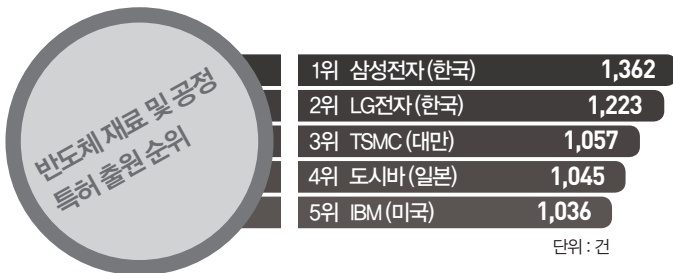 반도체 재료 및 공정
특허 출원 순위
1위 삼성전자(한국) 1,362
2위 LG전자(한국) 1,223
3위 TSMC(대만) 1,057
4위 도시바(일본) 1,045
5위 IBM(미국) 1,036
단위 : 건